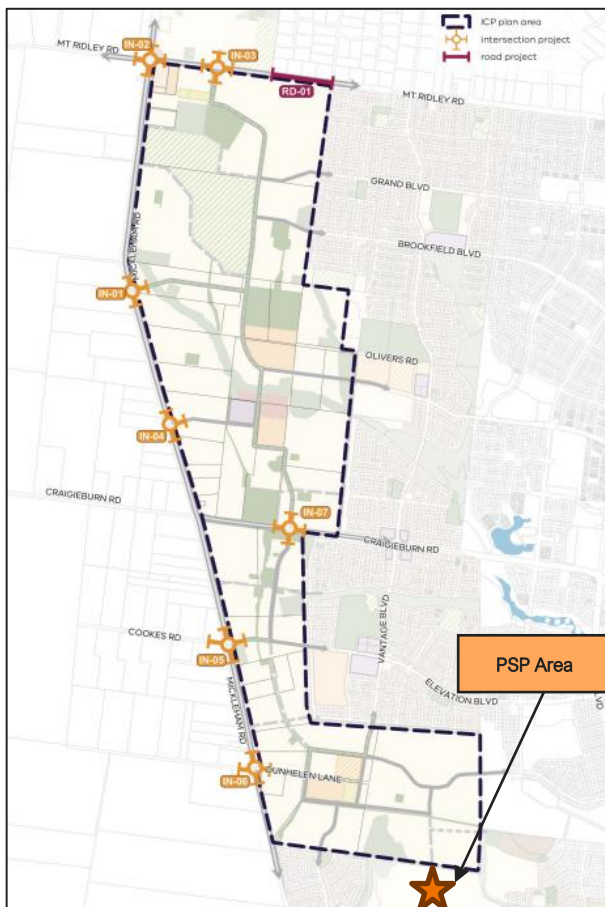 ICP plan area
intersection project
road project
IN-02
IN-03
MT RIDLEY RD
RD-01
MT RIDLEY RD
GRAND BLVD
BROOKFIELD BLVD
MICKLEHAM RD
IN-01
OLIVERS RD
IN-04
CRAIGIEBURN RD
IN-07
CRAIGIEBURN RD
COOKES RD
IN-05
VANTAGE BLVD
ELEVATION BLVD
PSP Area
MICKLEHAM RD
DUNHELEN LANE
IN-06